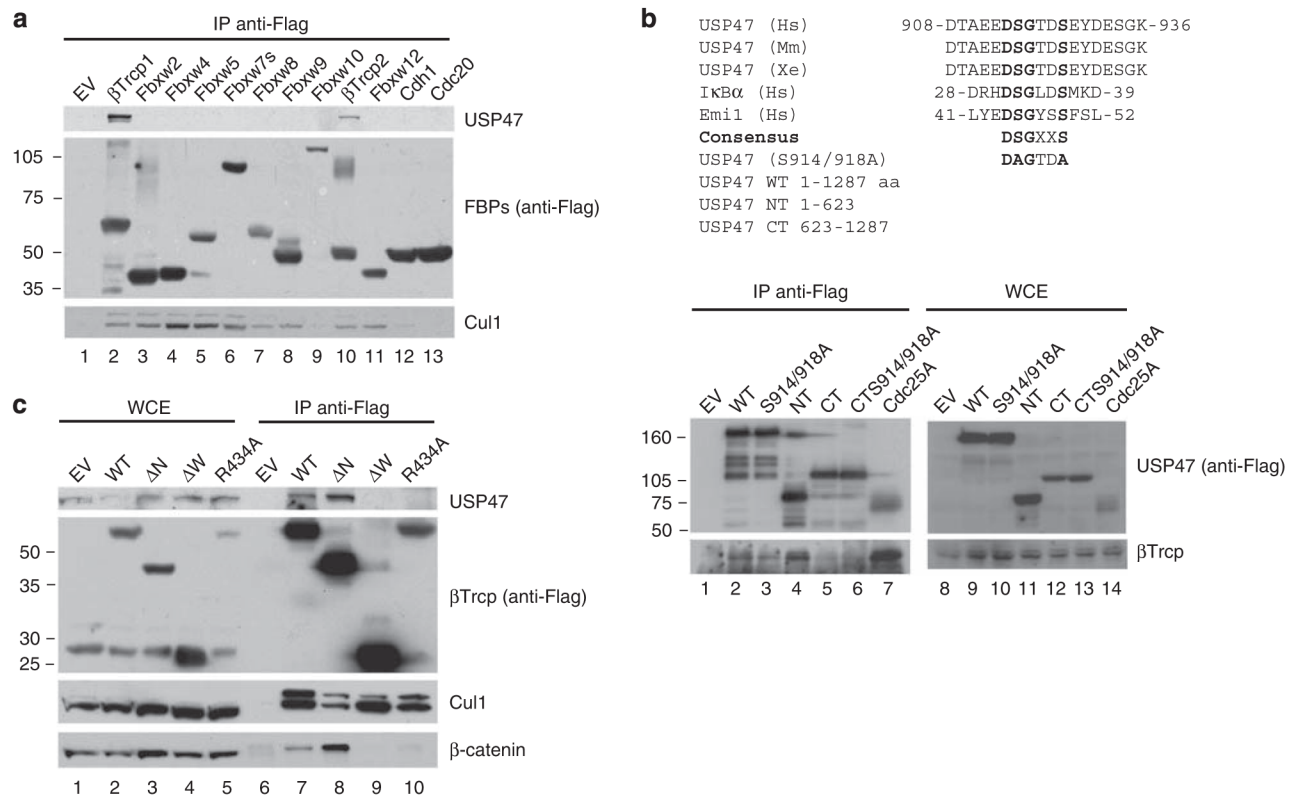 a
IP anti-Flag
EV βTrcp1 Fbxw2 Fbxw4 Fbxw5 Fbxw7s Fbxw8 Fbxw9 Fbxw10 βTrcp2 Fbxw12 Cdh1 Cdc20
USP47
105
75
50
35
FBPs (anti-Flag)
Cul1
1 2 3 4 5 6 7 8 9 10 11 12 13
b
USP47 (Hs) 908-DTAEEDSGTDSEYDESGK-936
USP47 (Mm) DTAEEDSGTDSEYDESGK
USP47 (Xe) DTAEEDSGTDSEYDESGK
IκBα (Hs) 28-DRHDSGLDSMKD-39
Emi1 (Hs) 41-LYEDSGYSSFSL-52
Consensus DSGXXS
USP47 (S914/918A) DAGTDA
USP47 WT 1-1287 aa
USP47 NT 1-623
USP47 CT 623-1287
IP anti-Flag WCE
EV WT S914/918A NT CT CTS914/918A Cdc25A EV WT S914/918A NT CT CTS914/918A Cdc25A
160
105
75
50
160
105
75
50
USP47 (anti-Flag)
βTrcp
1 2 3 4 5 6 7 8 9 10 11 12 13 14
c
WCE IP anti-Flag
EV WT ΔN ΔW R434A EV WT ΔN ΔW R434A
USP47
50
35
30
25
βTrcp (anti-Flag)
Cul1
β-catenin
1 2 3 4 5 6 7 8 9 10